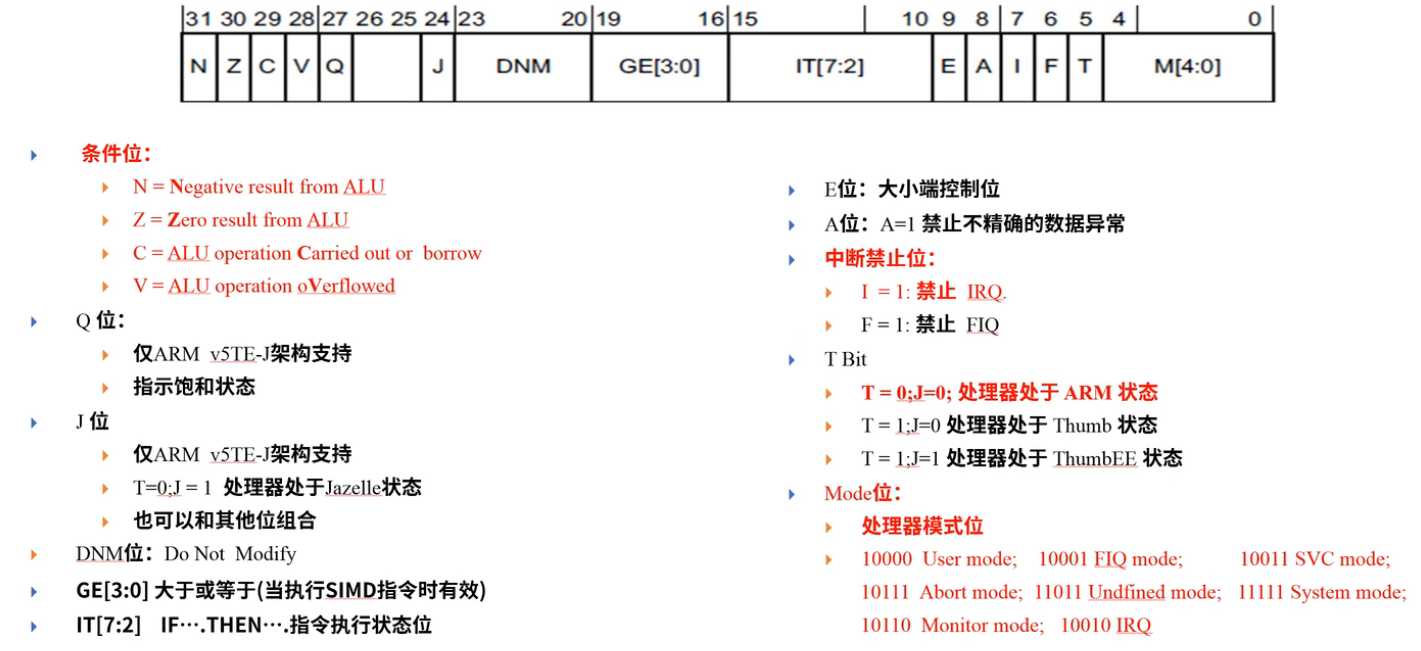 31 30 29 28 27 26 25 24 23 20 19 16 15 10 9 8 7 6 5 4 0
N Z C V Q J DNM GE[3:0] IT[7:2] E A I F T M[4:0]
条件位：
N = Negative result from ALU
Z = Zero result from ALU
C = ALU operation Carried out or borrow
V = ALU operation oVerflowed
Q 位：
仅ARM v5TE-J架构支持
指示饱和状态
J 位
仅ARM v5TE-J架构支持
T=0;J = 1 处理器处于Jazelle状态
也可以和其他位组合
DNM位：Do Not Modify
GE[3:0] 大于或等于(当执行SIMD指令时有效)
IT[7:2] IF….THEN….指令执行状态位
E位：大小端控制位
A位：A=1 禁止不精确的数据异常
中断禁止位：
I = 1: 禁止 IRQ.
F = 1: 禁止 FIQ
T Bit
T = 0;J=0; 处理器处于 ARM 状态
T = 1;J=0 处理器处于 Thumb 状态
T = 1;J=1 处理器处于 ThumbEE 状态
Mode位：
处理器模式位
10000 User mode; 10001 FIQ mode; 10011 SVC mode;
10111 Abort mode; 11011 Undfined mode; 11111 System mode;
10110 Monitor mode; 10010 IRQ